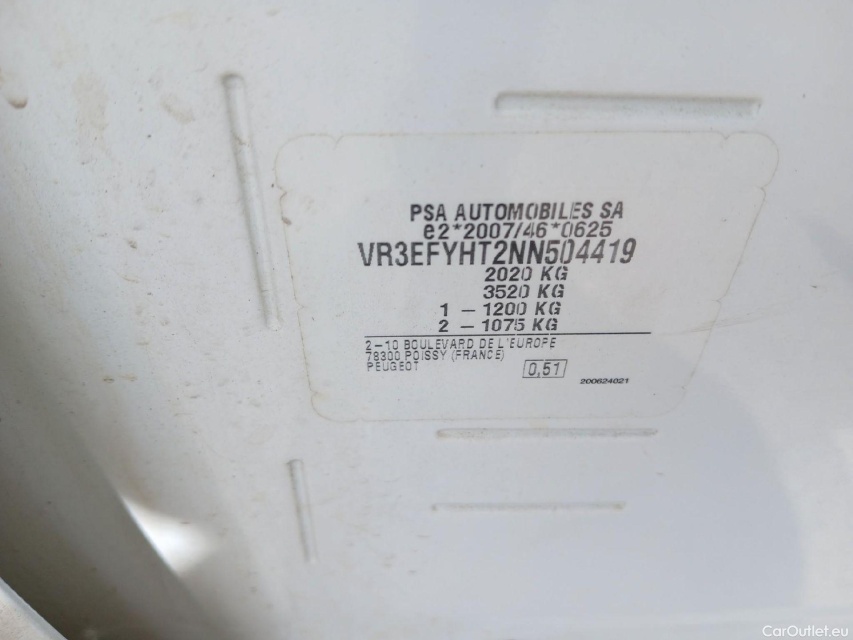 PSA AUTOMOBILES SA
e2*2007/46*0625
VR3EFYHT2NN504419
2020 KG
3520 KG
1 – 1200 KG
2 – 1075 KG
2–10 BOULEVARD DE L'EUROPE
78300 POISSY (FRANCE)
PEUGEOT
0,51
200624021
CarOutlet.eu